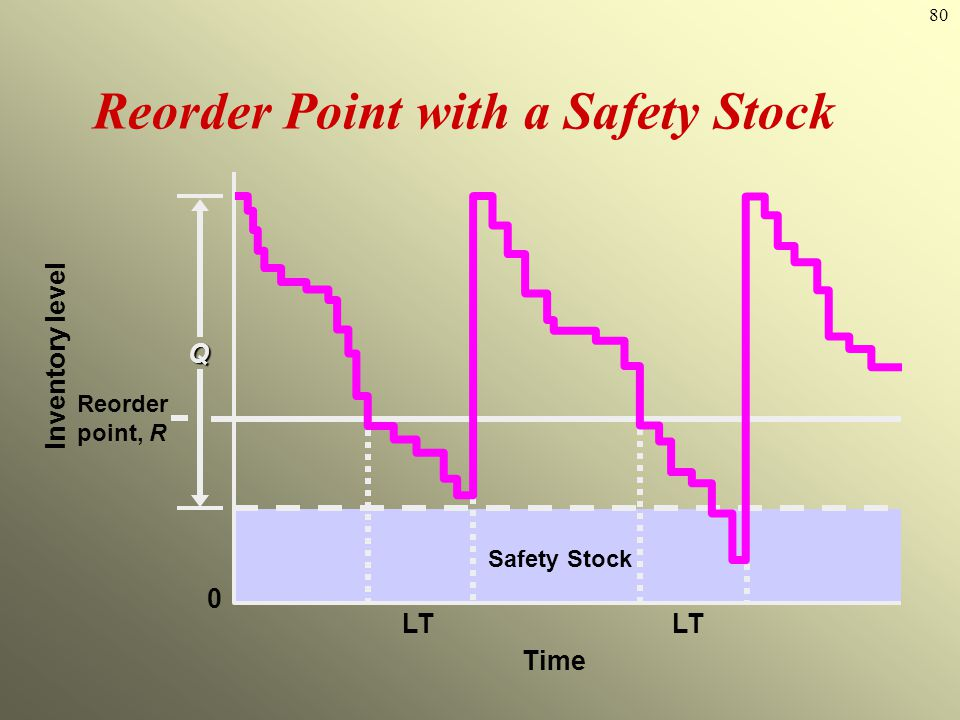 80
Reorder Point with a Safety Stock
Inventory level
Q
Reorder
point, R
Safety Stock
0
LT LT
Time